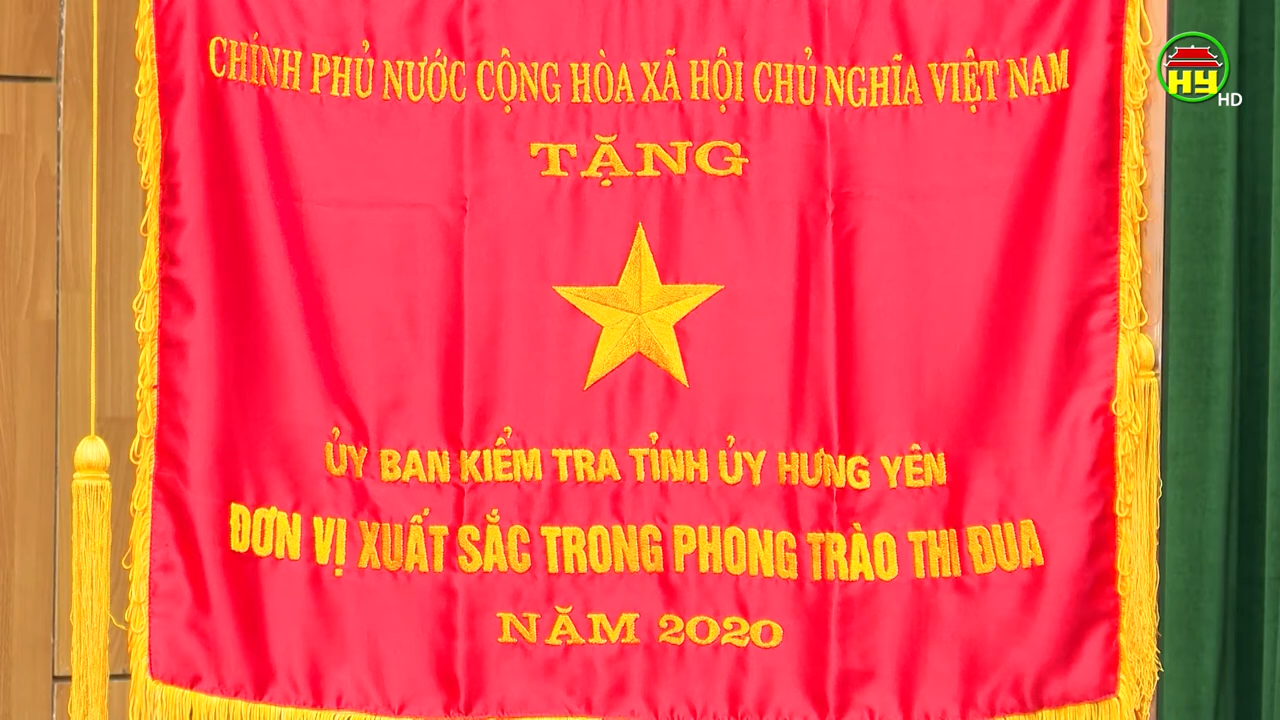 CHÍNH PHỦ NƯỚC CỘNG HÒA XÃ HỘI CHỦ NGHĨA VIỆT NAM
TẶNG
ỦY BAN KIỂM TRA TỈNH ỦY HƯNG YÊN
ĐƠN VỊ XUẤT SẮC TRONG PHONG TRÀO THI ĐUA
NĂM 2020
HY
HD